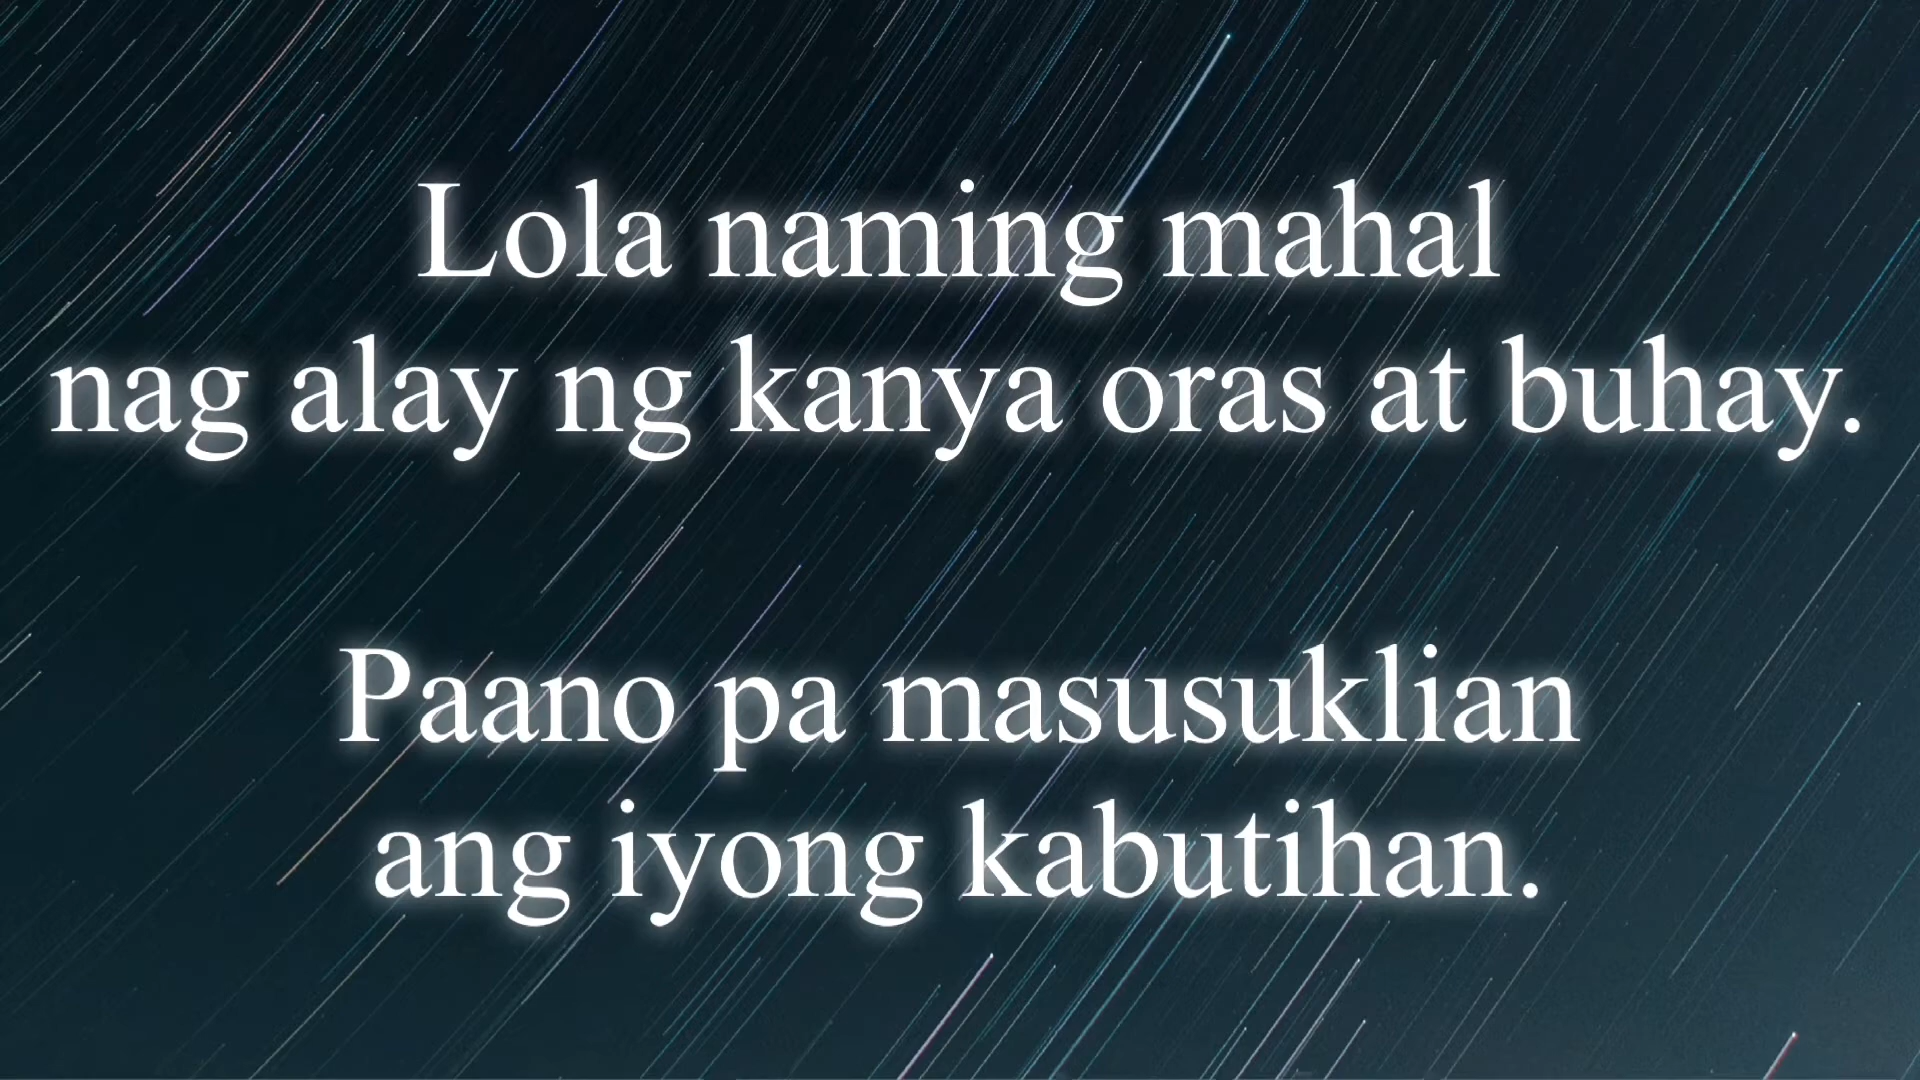 Lola naming mahal
nag alay ng kanya oras at buhay.
Paano pa masusuklian
ang iyong kabutihan.